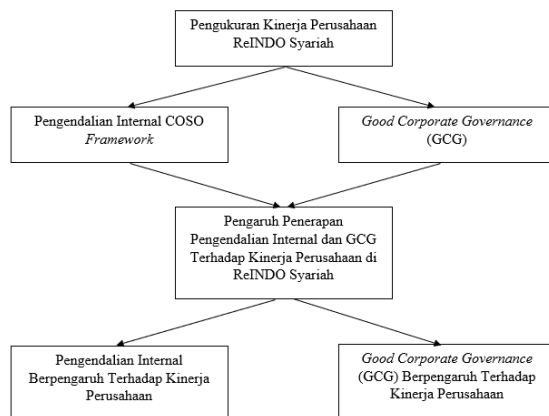 Pengukuran Kinerja Perusahaan
ReINDO Syariah
Pengendalian Internal COSO
Framework
Good Corporate Governance
(GCG)
Pengaruh Penerapan
Pengendalian Internal dan GCG
Terhadap Kinerja Perusahaan di
ReINDO Syariah
Pengendalian Internal
Berpengaruh Terhadap Kinerja
Perusahaan
Good Corporate Governance
(GCG) Berpengaruh Terhadap
Kinerja Perusahaan